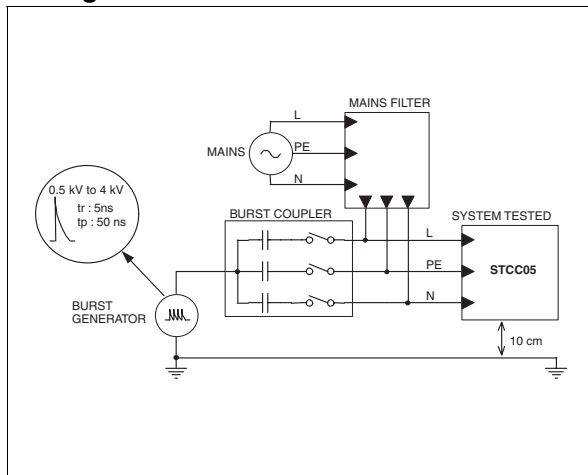 MAINS FILTER
L
MAINS
PE
N
0.5 kV to 4 kV
tr : 5ns
tp : 50 ns
BURST COUPLER
SYSTEM TESTED
L
PE
STCC05
N
BURST
GENERATOR
10 cm